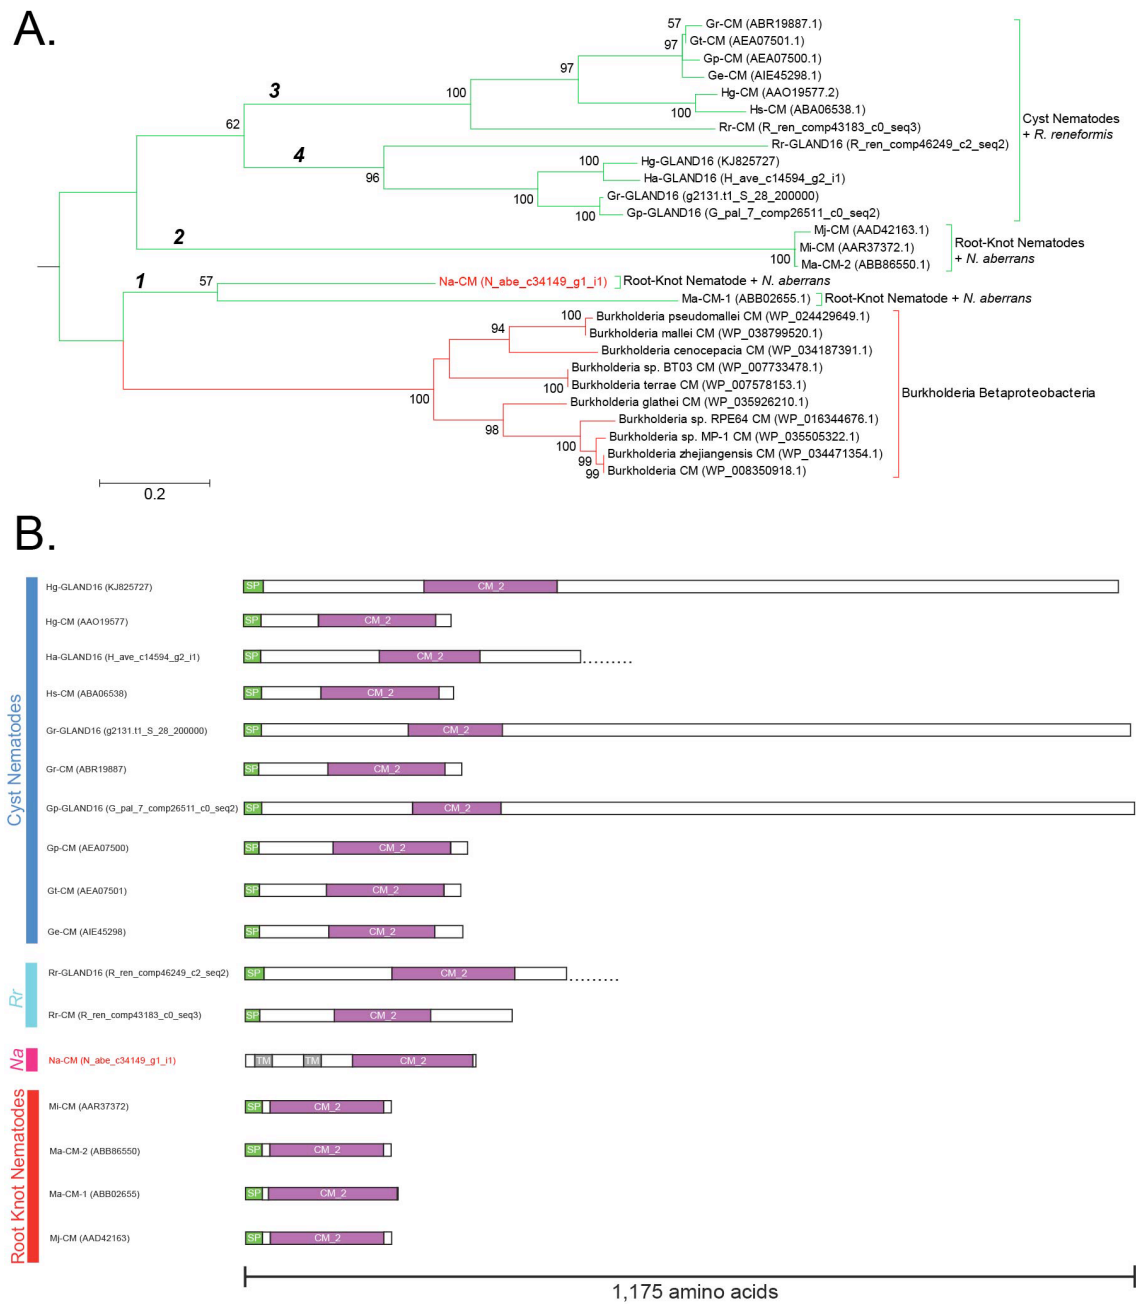 A.
57
Gr-CM (ABR19887.1)
Gt-CM (AEA07501.1)
97
Gp-CM (AEA07500.1)
97
Ge-CM (AIE45298.1)
3
100
Hg-CM (AAO19577.2)
100
Hs-CM (ABA06538.1)
Cyst Nematodes
+ R. reneformis
62
Rr-CM (R_ren_comp43183_c0_seq3)
Rr-GLAND16 (R_ren_comp46249_c2_seq2)
4
100
Hg-GLAND16 (KJ825727)
96
Ha-GLAND16 (H_ave_c14594_g2_i1)
100
Gr-GLAND16 (g2131.t1_S_28_200000)
100
Gp-GLAND16 (G_pal_7_comp26511_c0_seq2)
2
Mj-CM (AAD42163.1)
Mi-CM (AAR37372.1)
100
Ma-CM-2 (ABB86550.1)
Root-Knot Nematodes
+ N. aberrans
1
57
Na-CM (N_abe_c34149_g1_i1)
Root-Knot Nematode + N. aberrans
Ma-CM-1 (ABB02655.1)
Root-Knot Nematode + N. aberrans
100
Burkholderia pseudomallei CM (WP_024429649.1)
94
Burkholderia mallei CM (WP_038799520.1)
Burkholderia cenocepacia CM (WP_034187391.1)
Burkholderia sp. BT03 CM (WP_007733478.1)
100
Burkholderia terrae CM (WP_007578153.1)
100
Burkholderia glathei CM (WP_035926210.1)
Burkholderia Betaproteobacteria
98
Burkholderia sp. RPE64 CM (WP_016344676.1)
100
Burkholderia sp. MP-1 CM (WP_035505322.1)
99
Burkholderia zhejiangensis CM (WP_034471354.1)
99
Burkholderia CM (WP_008350918.1)
0.2
B.
Cyst Nematodes
Hg-GLAND16 (KJ825727)
SP
CM_2
Hg-CM (AAO19577)
SP
CM_2
Ha-GLAND16 (H_ave_c14594_g2_i1)
SP
CM_2
Hs-CM (ABA06538)
SP
CM_2
Gr-GLAND16 (g2131.t1_S_28_200000)
SP
CM_2
Gr-CM (ABR19887)
SP
CM_2
Gp-GLAND16 (G_pal_7_comp26511_c0_seq2)
SP
CM_2
Gp-CM (AEA07500)
SP
CM_2
Gt-CM (AEA07501)
SP
CM_2
Ge-CM (AIE45298)
SP
CM_2
Rr
Rr-GLAND16 (R_ren_comp46249_c2_seq2)
SP
CM_2
Rr-CM (R_ren_comp43183_c0_seq3)
SP
CM_2
Na
Na-CM (N_abe_c34149_g1_i1)
TM
TM
CM_2
Root Knot Nematodes
Mi-CM (AAR37372)
SP
CM_2
Ma-CM-2 (ABB86550)
SP
CM_2
Ma-CM-1 (ABB02655)
SP
CM_2
Mj-CM (AAD42163)
SP
CM_2
1,175 amino acids